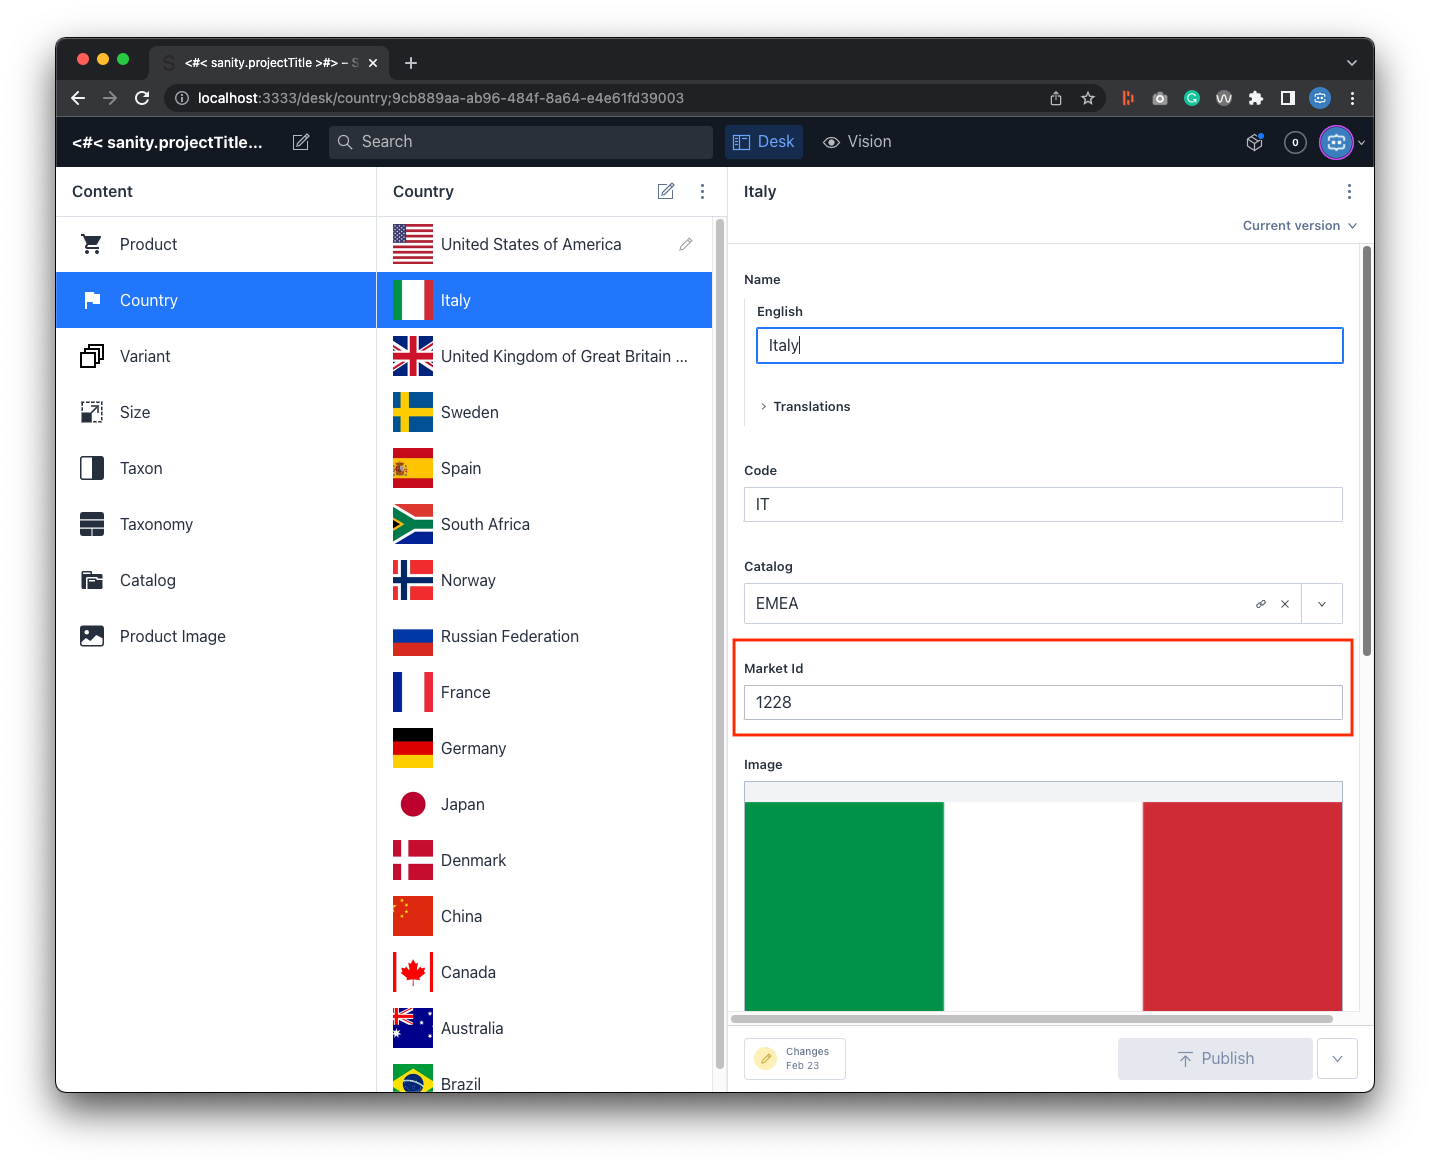 <#< sanity.projectTitle >#> – S
localhost:3333/desk/country;9cb889aa-ab96-484f-8a64-e4e61fd39003
<#< sanity.projectTitle...
Search
Desk
Vision
0
Content
Product
Country
Variant
Size
Taxon
Taxonomy
Catalog
Product Image
Country
United States of America
Italy
United Kingdom of Great Britain ...
Sweden
Spain
South Africa
Norway
Russian Federation
France
Germany
Japan
Denmark
China
Canada
Australia
Brazil
Italy
Current version
Name
English
Italy
Translations
Code
IT
Catalog
EMEA
Market Id
1228
Image
Changes
Feb 23
Publish